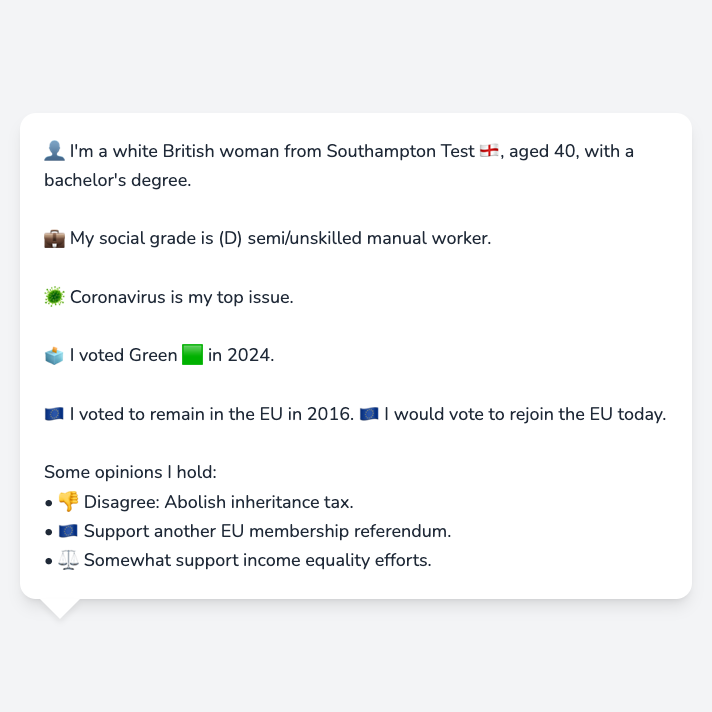 👤 I'm a white British woman from Southampton Test 🏴󠁧󠁢󠁥󠁮󠁧󠁿, aged 40, with a
bachelor's degree.
💼 My social grade is (D) semi/unskilled manual worker.
🦠 Coronavirus is my top issue.
🗳️ I voted Green 🟩 in 2024.
🇪🇺 I voted to remain in the EU in 2016. 🇪🇺 I would vote to rejoin the EU today.
Some opinions I hold:
• 👎 Disagree: Abolish inheritance tax.
• 🇪🇺 Support another EU membership referendum.
• ⚖️ Somewhat support income equality efforts.